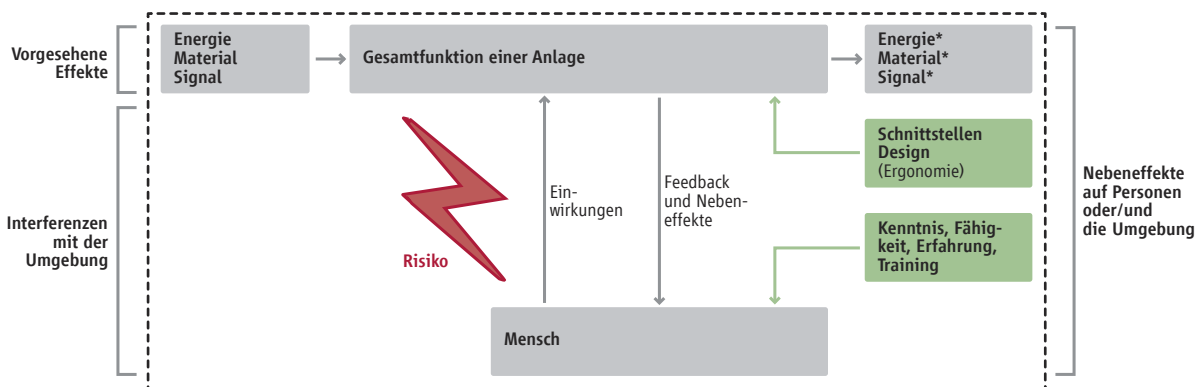 Vorgesehene
Effekte
Energie
Material
Signal
Gesamtfunktion einer Anlage
Energie*
Material*
Signal*
Interferenzen
mit der
Umgebung
Risiko
Ein-
wirkungen
Feedback
und Neben-
effekte
Schnittstellen
Design
(Ergonomie)
Kenntnis, Fähig-
keit, Erfahrung,
Training
Mensch
Nebeneffekte
auf Personen
oder/und
die Umgebung